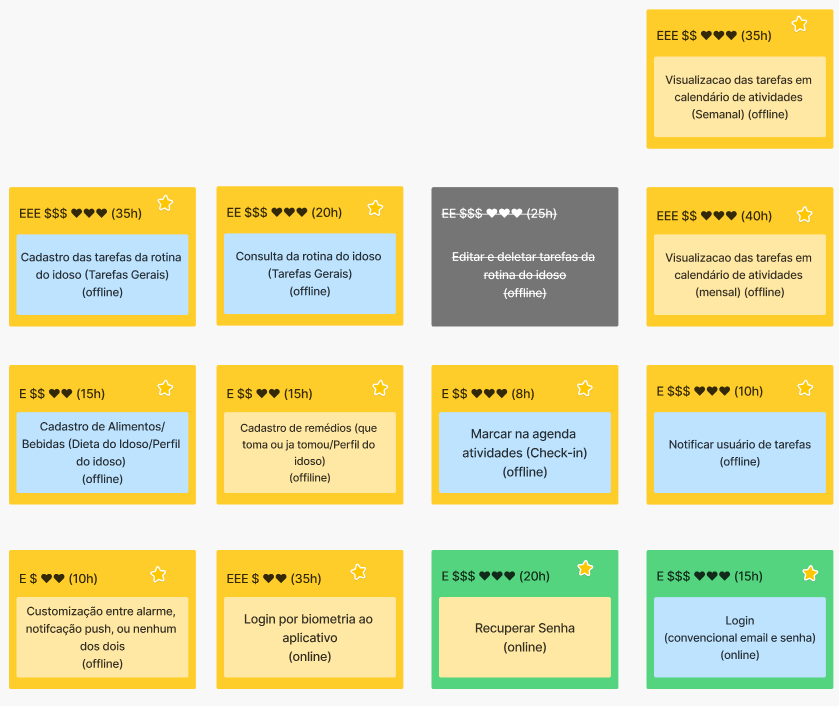 EEE $$ ♥♥♥ (35h)
Visualizacao das tarefas em
calendário de atividades
(Semanal) (offline)
EEE $$$ ♥♥♥ (35h)
Cadastro das tarefas da rotina
do idoso (Tarefas Gerais)
(offline)
EE $$$ ♥♥♥ (20h)
Consulta da rotina do idoso
(Tarefas Gerais)
(offline)
EE $$$ ♥♥♥ (25h)
Editar e deletar tarefas da
rotina do idoso
(offline)
EEE $$ ♥♥♥ (40h)
Visualizacao das tarefas em
calendário de atividades
(mensal) (offline)
E $$ ♥♥ (15h)
Cadastro de Alimentos/
Bebidas (Dieta do Idoso/Perfil
do idoso)
(offline)
E $$ ♥♥ (15h)
Cadastro de remédios (que
toma ou ja tomou/Perfil do
idoso)
(offiline)
E $$ ♥♥♥ (8h)
Marcar na agenda
atividades (Check-in)
(offline)
E $$$ ♥♥♥ (10h)
Notificar usuário de tarefas
(offline)
E $ ♥♥ (10h)
Customização entre alarme,
notifcação push, ou nenhum
dos dois
(offline)
EEE $ ♥♥ (35h)
Login por biometria ao
aplicativo
(online)
E $$$ ♥♥♥ (20h)
Recuperar Senha
(online)
E $$$ ♥♥♥ (15h)
Login
(convencional email e senha)
(online)